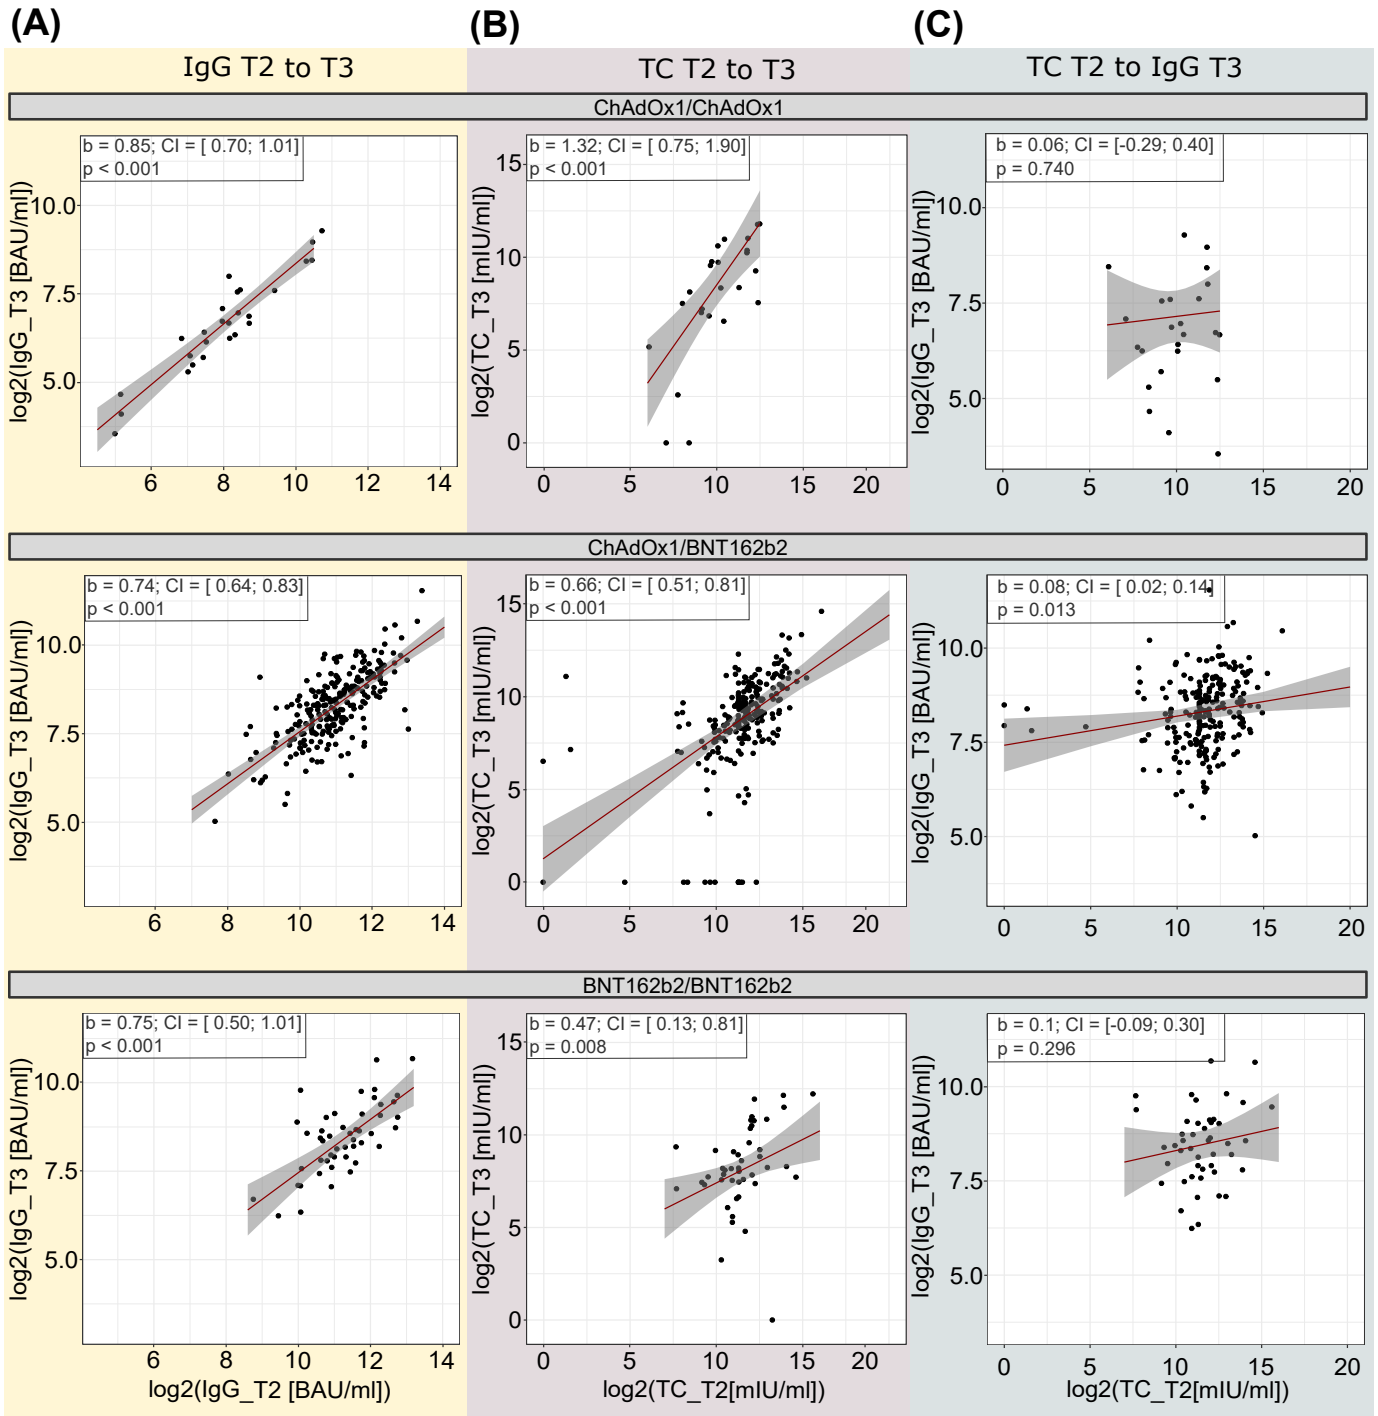 (A) (B) (C)
IgG T2 to T3 TC T2 to T3 TC T2 to IgG T3
ChAdOx1/ChAdOx1
b = 0.85; CI = [ 0.70; 1.01]
p < 0.001
log2(IgG_T3 [BAU/ml])
10.0
7.5
5.0
6 8 10 12 14
b = 1.32; CI = [ 0.75; 1.90]
p < 0.001
log2(TC_T3 [mIU/ml])
15
10
5
0
0 5 10 15 20
b = 0.06; CI = [-0.29; 0.40]
p = 0.740
log2(IgG_T3 [BAU/ml])
10.0
7.5
5.0
0 5 10 15 20
ChAdOx1/BNT162b2
b = 0.74; CI = [ 0.64; 0.83]
p < 0.001
log2(IgG_T3 [BAU/ml])
10.0
7.5
5.0
6 8 10 12 14
b = 0.66; CI = [ 0.51; 0.81]
p < 0.001
log2(TC_T3 [mIU/ml])
15
10
5
0
0 5 10 15 20
b = 0.08; CI = [ 0.02; 0.14]
p = 0.013
log2(IgG_T3 [BAU/ml])
10.0
7.5
5.0
0 5 10 15 20
BNT162b2/BNT162b2
b = 0.75; CI = [ 0.50; 1.01]
p < 0.001
log2(IgG_T3 [BAU/ml])
10.0
7.5
5.0
6 8 10 12 14
log2(IgG_T2 [BAU/ml])
b = 0.47; CI = [ 0.13; 0.81]
p = 0.008
log2(TC_T3 [mIU/ml])
15
10
5
0
0 5 10 15 20
log2(TC_T2[mIU/ml])
b = 0.1; CI = [-0.09; 0.30]
p = 0.296
log2(IgG_T3 [BAU/ml])
10.0
7.5
5.0
0 5 10 15 20
log2(TC_T2[mIU/ml])